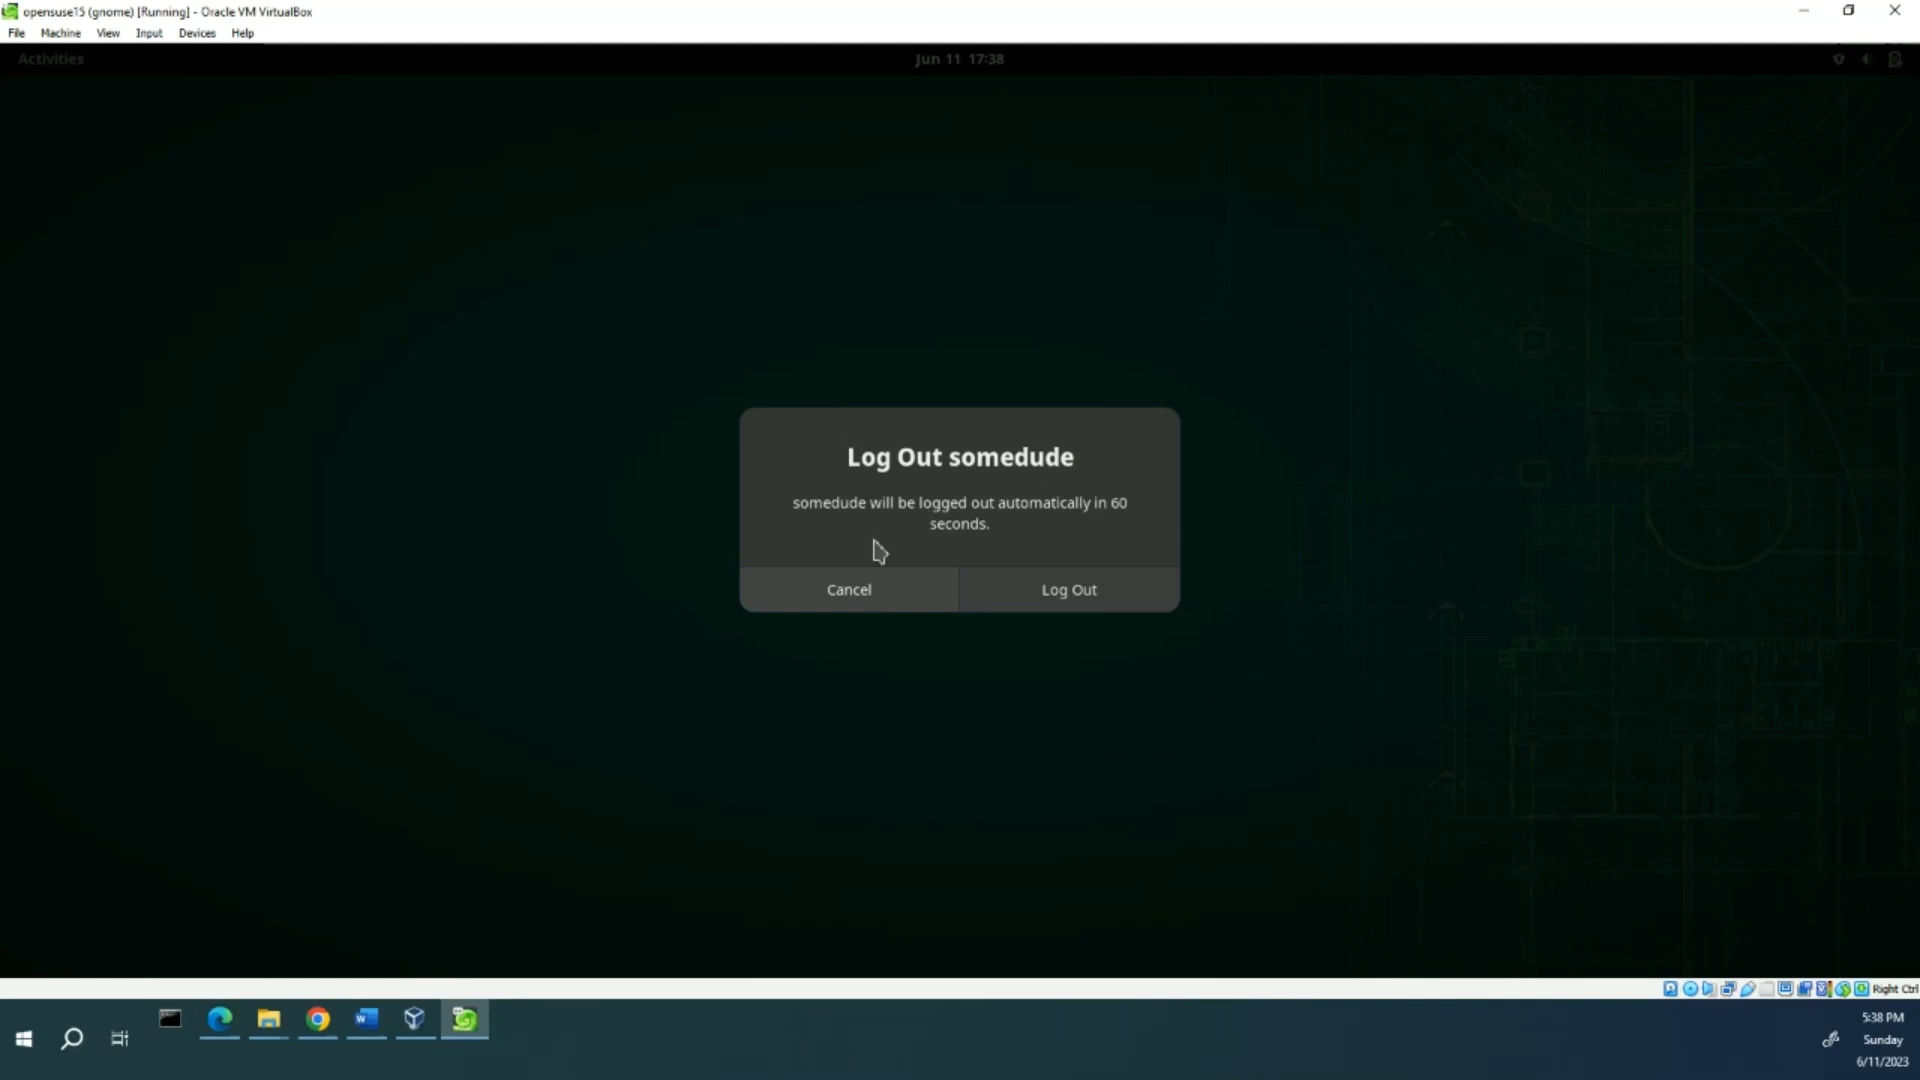 opensuse15 (gnome) [Running] - Oracle VM VirtualBox
File Machine View Input Devices Help
Activities Jun 11 17:38
Log Out somedude
somedude will be logged out automatically in 60
seconds.
Cancel Log Out
Right Ctrl
5:38 PM
Sunday
6/11/2023